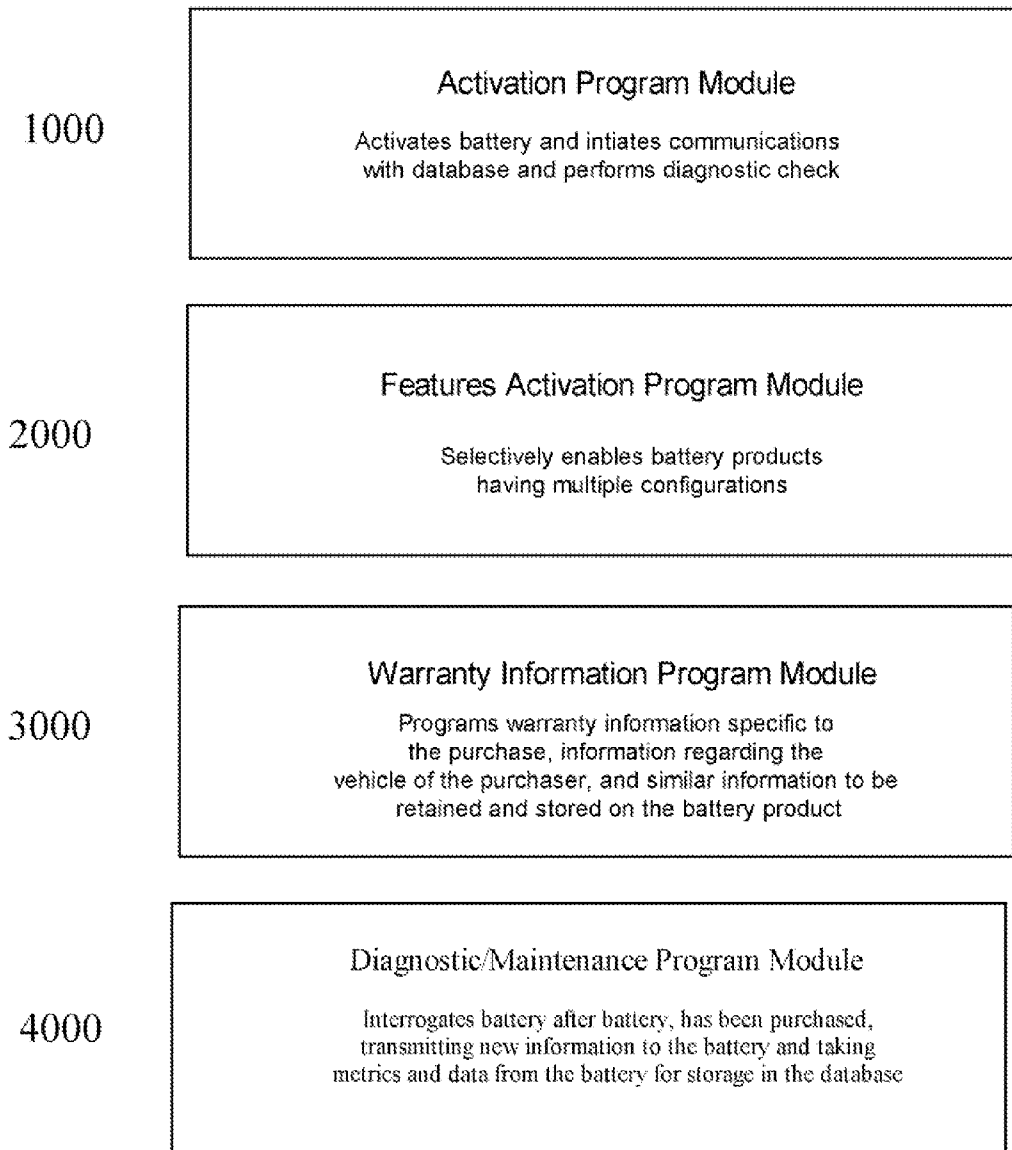 1000
Activation Program Module
Activates battery and intiates communications
with database and performs diagnostic check
2000
Features Activation Program Module
Selectively enables battery products
having multiple configurations
3000
Warranty Information Program Module
Programs warranty information specific to
the purchase, information regarding the
vehicle of the purchaser, and similar information to be
retained and stored on the battery product
4000
Diagnostic/Maintenance Program Module
Interrogates battery after battery, has been purchased,
transmitting new information to the battery and taking
metrics and data from the battery for storage in the database